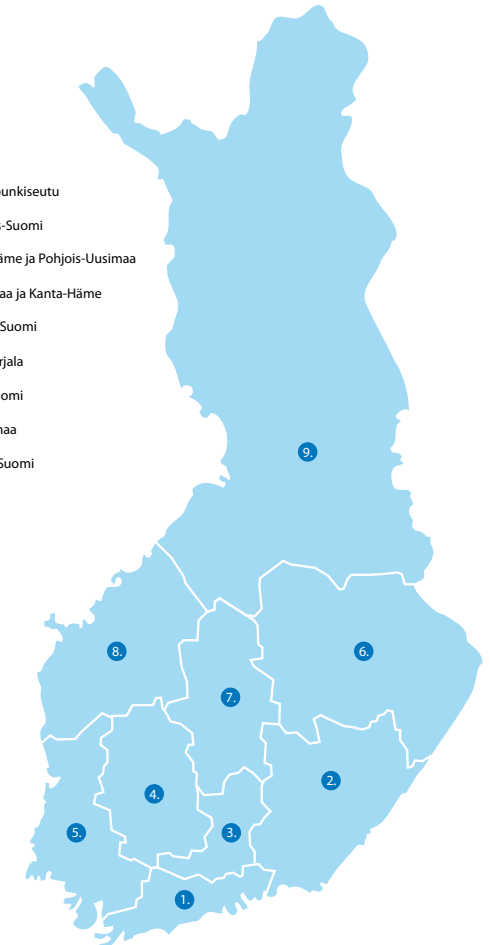 unkiseutu
s-Suomi
äme ja Pohjois-Uusimaa
aa ja Kanta-Häme
Suomi
rjala
omi
naa
Suomi
9.
8.
6.
7.
2.
4.
5.
3.
1.